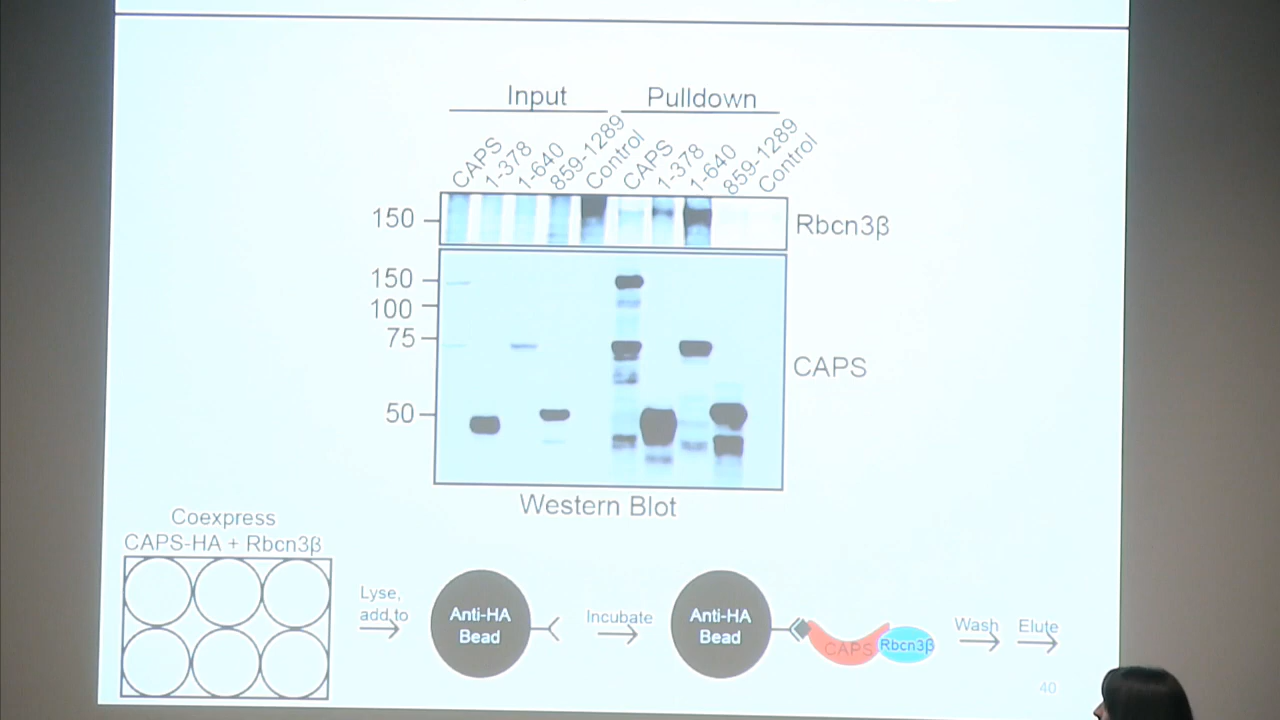 Input
Pulldown
CAPS
1-378
1-640
859-1289
Control
CAPS
1-378
1-640
859-1289
Control
150
Rbcn3β
150
100
75
50
CAPS
Western Blot
Coexpress
CAPS-HA + Rbcn3β
Lyse,
add to
Anti-HA
Bead
Incubate
Anti-HA
Bead
CAPS
Rbcn3β
Wash
Elute
40